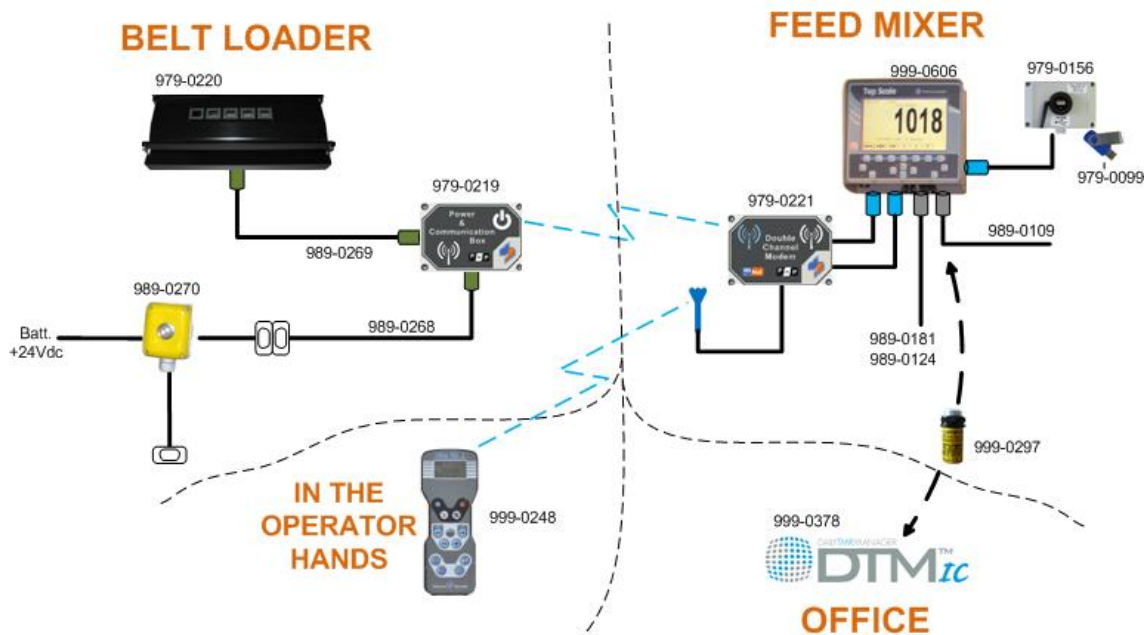 BELT LOADER
FEED MIXER
979-0220
999-0606
979-0156
Top Scale
1018
979-0219
979-0221
979-0099
Power
&
Communication
Box
Double
Channel
Modem
989-0269
989-0109
989-0270
Batt.
+24Vdc
989-0268
989-0181
989-0124
999-0297
IN THE
OPERATOR
HANDS
999-0248
999-0378
DAILYTMRMANAGER
DTM™ IC
OFFICE